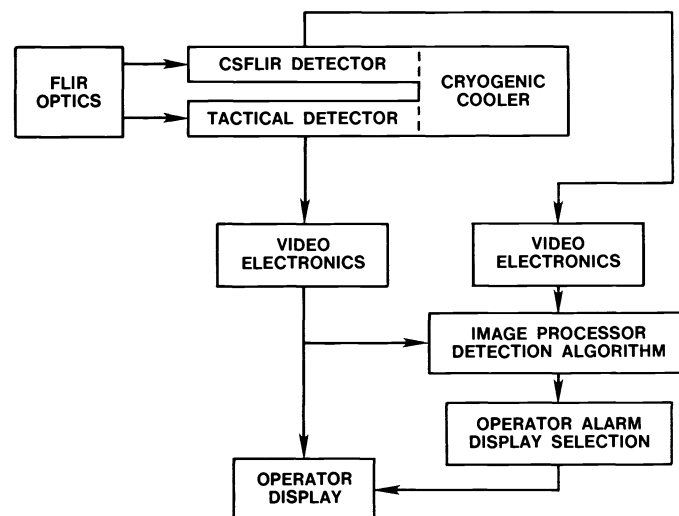 FLIR
OPTICS
CSFLIR DETECTOR
TACTICAL DETECTOR
CRYOGENIC
COOLER
VIDEO
ELECTRONICS
VIDEO
ELECTRONICS
IMAGE PROCESSOR
DETECTION ALGORITHM
OPERATOR ALARM
DISPLAY SELECTION
OPERATOR
DISPLAY